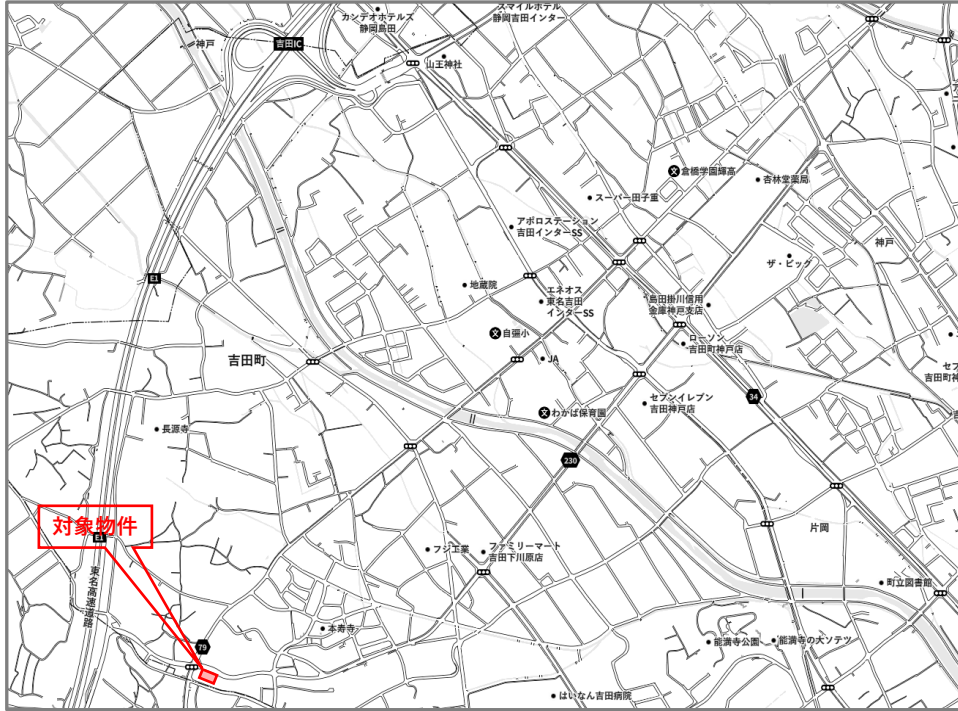 カンデオホテルズ
静岡島田
スマイルホテル
静岡吉田インター
神戸
吉田IC
山王神社
倉橋学園輝高
杏林堂薬局
スーパー田子重
アポロステーション
吉田インターSS
神戸
ザ・ビッグ
E1
地蔵院
エネオス
東名吉田
インターSS
島田掛川信用
金庫神戸支店
自彊小
ローソン
吉田町神戸店
吉田町
JA
セブ
吉田町神
34
セブンイレブン
吉田神戸店
わかば保育園
長源寺
230
対象物件
E1
片岡
フジ工業
ファミリーマート
吉田下川原店
東名高速道路
町立図書館
本寿寺
79
能満寺公園
能満寺の大ソテツ
はいなん吉田病院